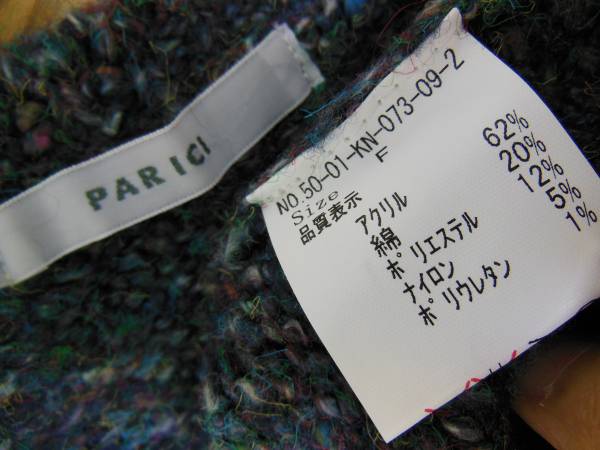 PAR ICI
NO.50-01-KN-073-09-2
Size F
品質表示
アクリル 62%
綿 20%
ポリエステル 12%
ナイロン 5%
ポリウレタン 1%